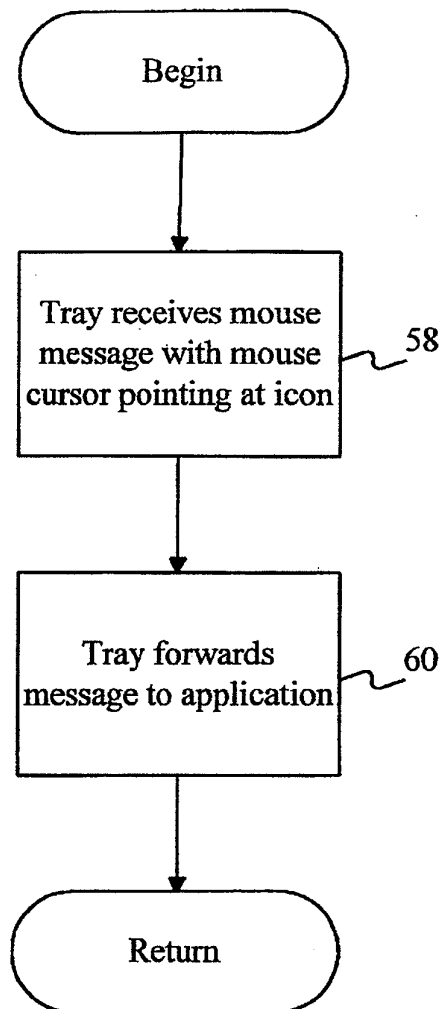 Begin
Tray receives mouse
message with mouse
cursor pointing at icon
58
Tray forwards
message to application
60
Return